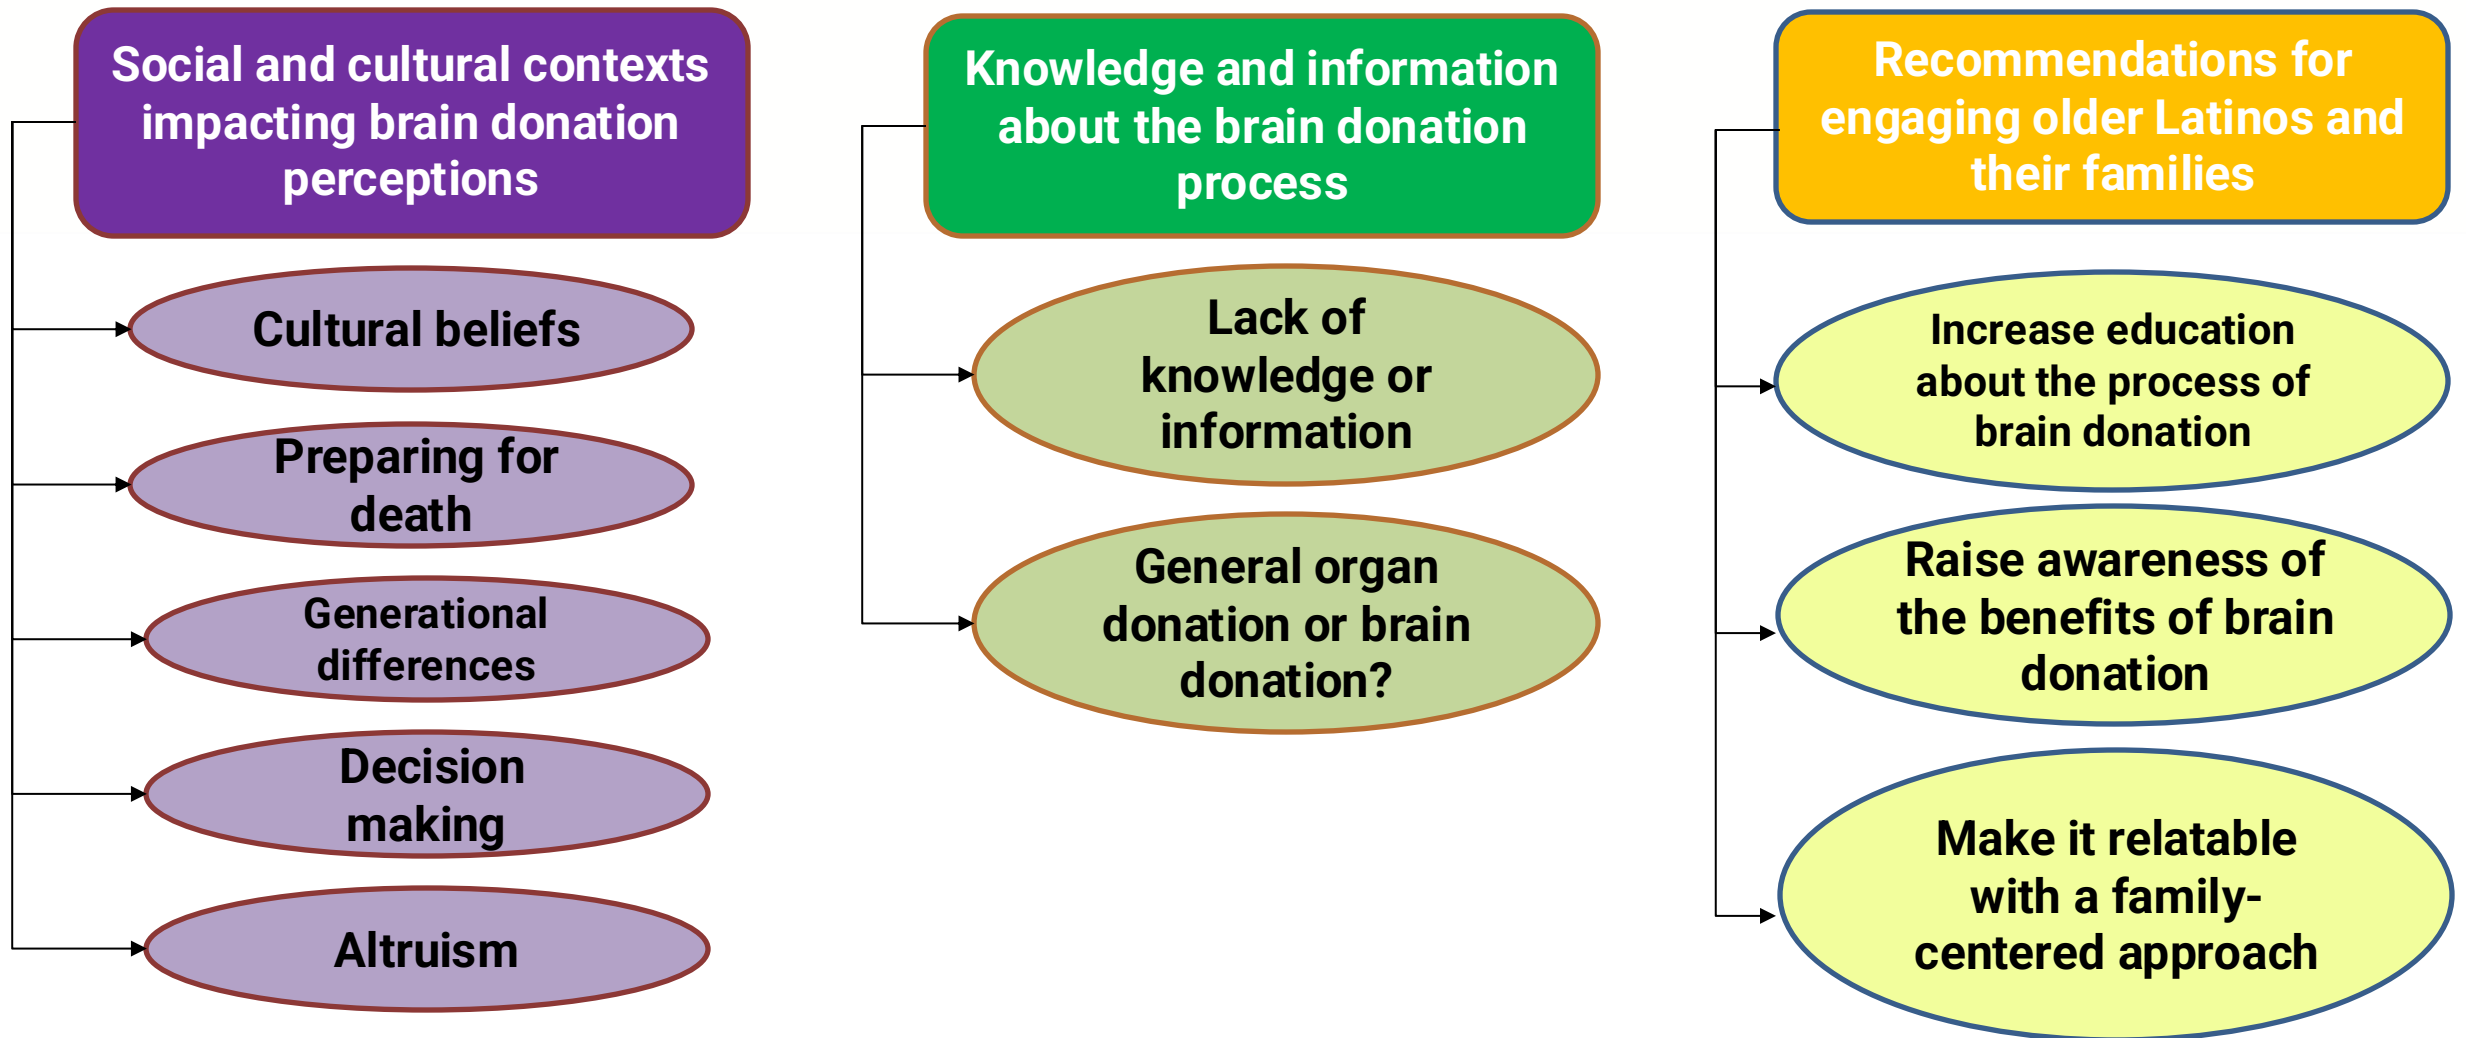 Social and cultural contexts
impacting brain donation
perceptions
Cultural beliefs
Preparing for
death
Generational
differences
Decision
making
Altruism
Knowledge and information
about the brain donation
process
Lack of
knowledge or
information
General organ
donation or brain
donation?
Recommendations for
engaging older Latinos and
their families
Increase education
about the process of
brain donation
Raise awareness of
the benefits of brain
donation
Make it relatable
with a family-
centered approach